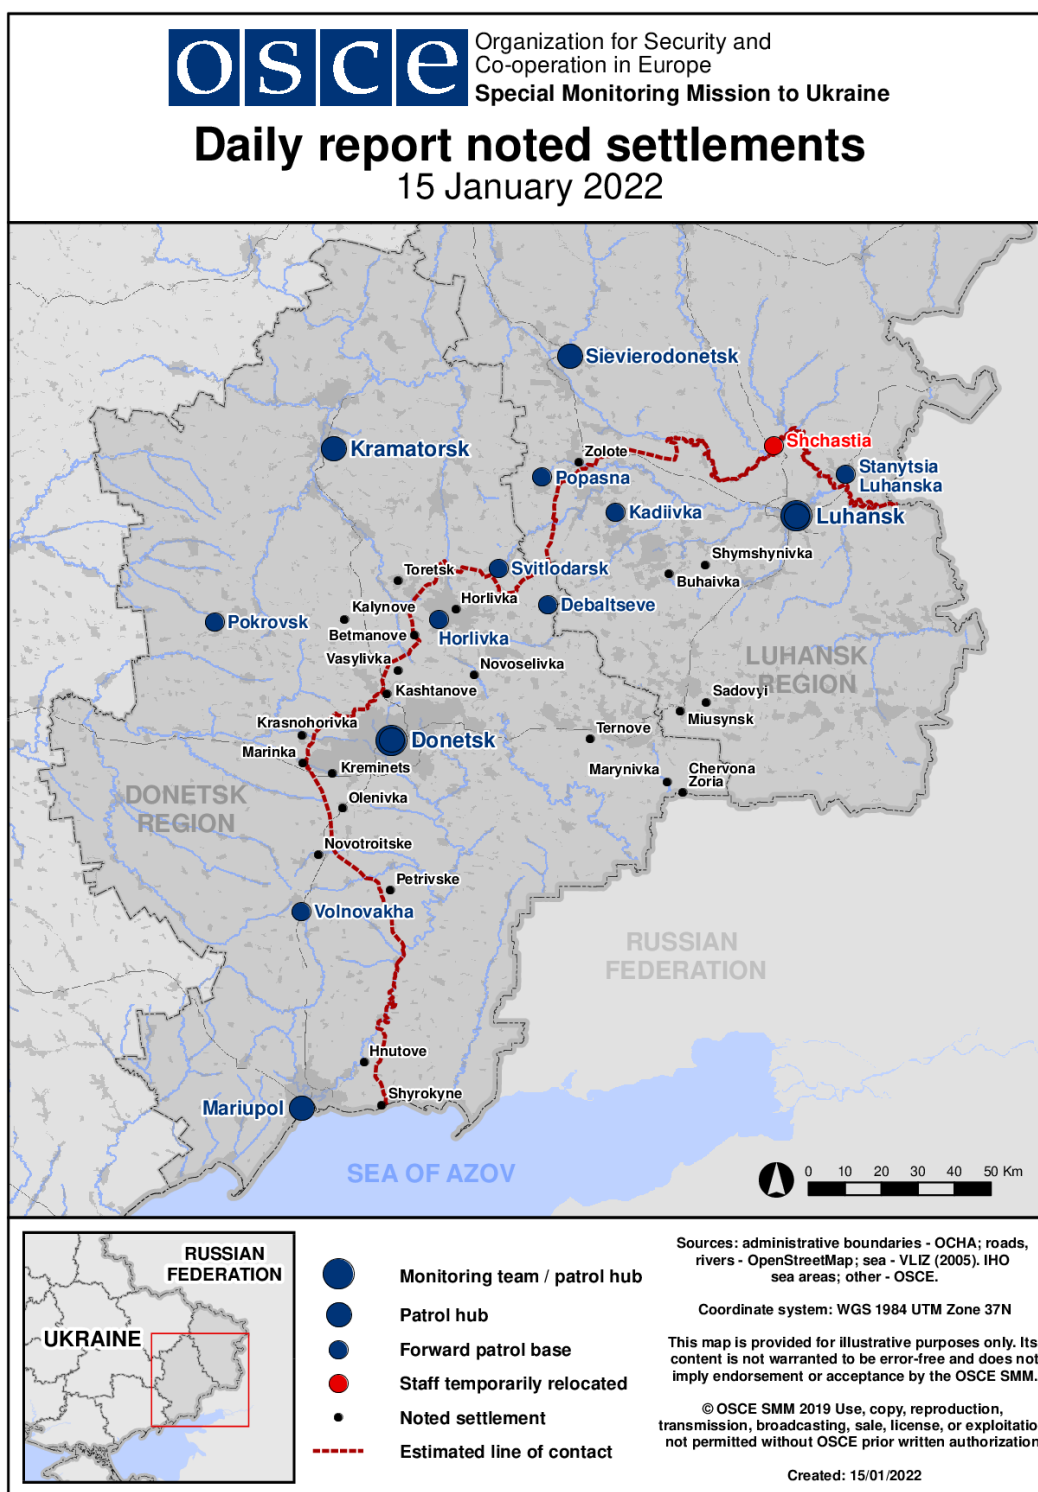 osce
Organization for Security and
Co-operation in Europe
Special Monitoring Mission to Ukraine
Daily report noted settlements
15 January 2022
Sievierodonetsk
Kramatorsk
Zolote
Shchastia
Popasna
Stanytsia
Luhanska
Kadiivka
Luhansk
Shymshynivka
Toretsk
Svitlodarsk
Buhaivka
Kalynove
Horlivka
Debaltseve
Pokrovsk
Betmanove
Horlivka
Vasylivka
Novoselivka
LUHANSK
REGION
Kashtanove
Sadovyi
Miusynsk
Krasnohorivka
Ternove
Donetsk
Marinka
Kreminets
Marynivka
Chervona
Zoria
DONETSK
REGION
Olenivka
Novotroitske
Petrivske
Volnovakha
RUSSIAN
FEDERATION
Hnutove
Shyrokyne
Mariupol
SEA OF AZOV
0 10 20 30 40 50 Km
RUSSIAN
FEDERATION
UKRAINE
Monitoring team / patrol hub
Patrol hub
Forward patrol base
Staff temporarily relocated
Noted settlement
Estimated line of contact
Sources: administrative boundaries - OCHA; roads,
rivers - OpenStreetMap; sea - VLIZ (2005). IHO
sea areas; other - OSCE.
Coordinate system: WGS 1984 UTM Zone 37N
This map is provided for illustrative purposes only. Its
content is not warranted to be error-free and does not
imply endorsement or acceptance by the OSCE SMM.
© OSCE SMM 2019 Use, copy, reproduction,
transmission, broadcasting, sale, license, or exploitatio
not permitted without OSCE prior written authorization
Created: 15/01/2022